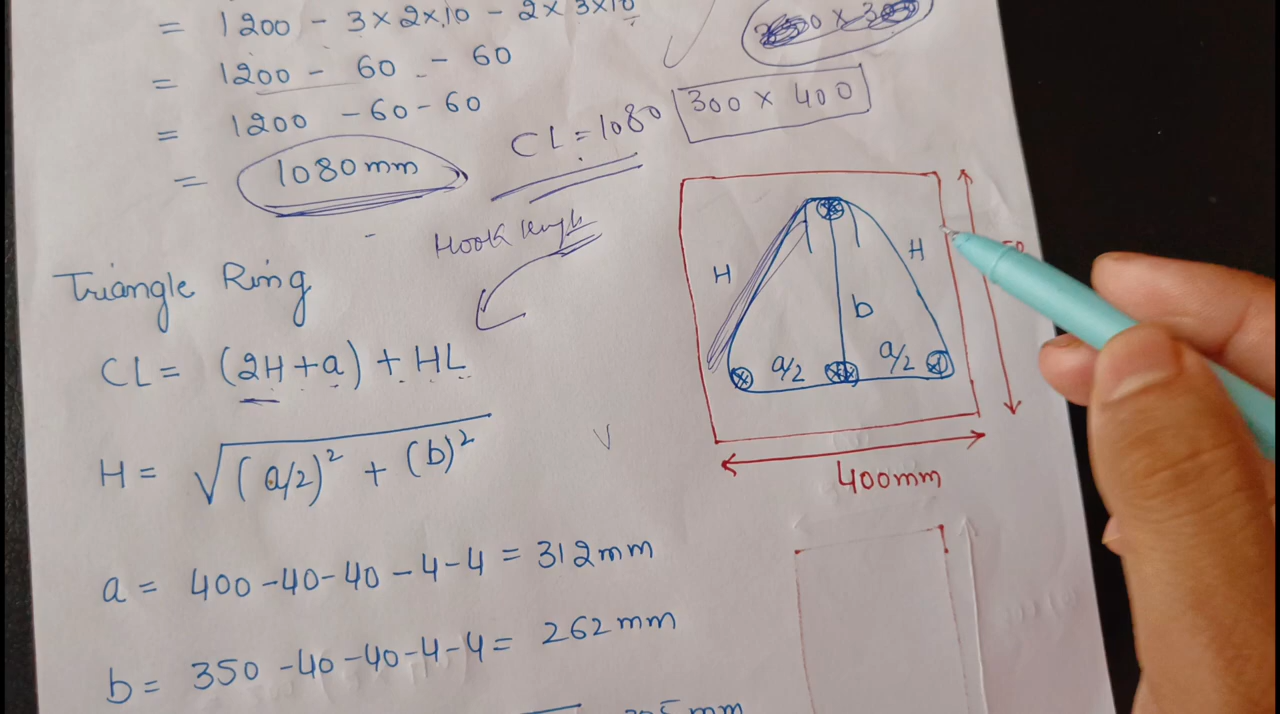 = 1200 - 3×2×10 - 2×3×10
= 1200 - 60 - 60
= 1200 - 60 - 60
= 1080mm
CL = 1080
300 × 400
Hook length
Triangle Ring
CL = (2H+a) + HL
H = √(a/2)² + (b)²
a = 400 -40-40 -4-4 = 312mm
b = 350 -40-40-4-4 = 262mm
H
H
b
a/2
a/2
400mm